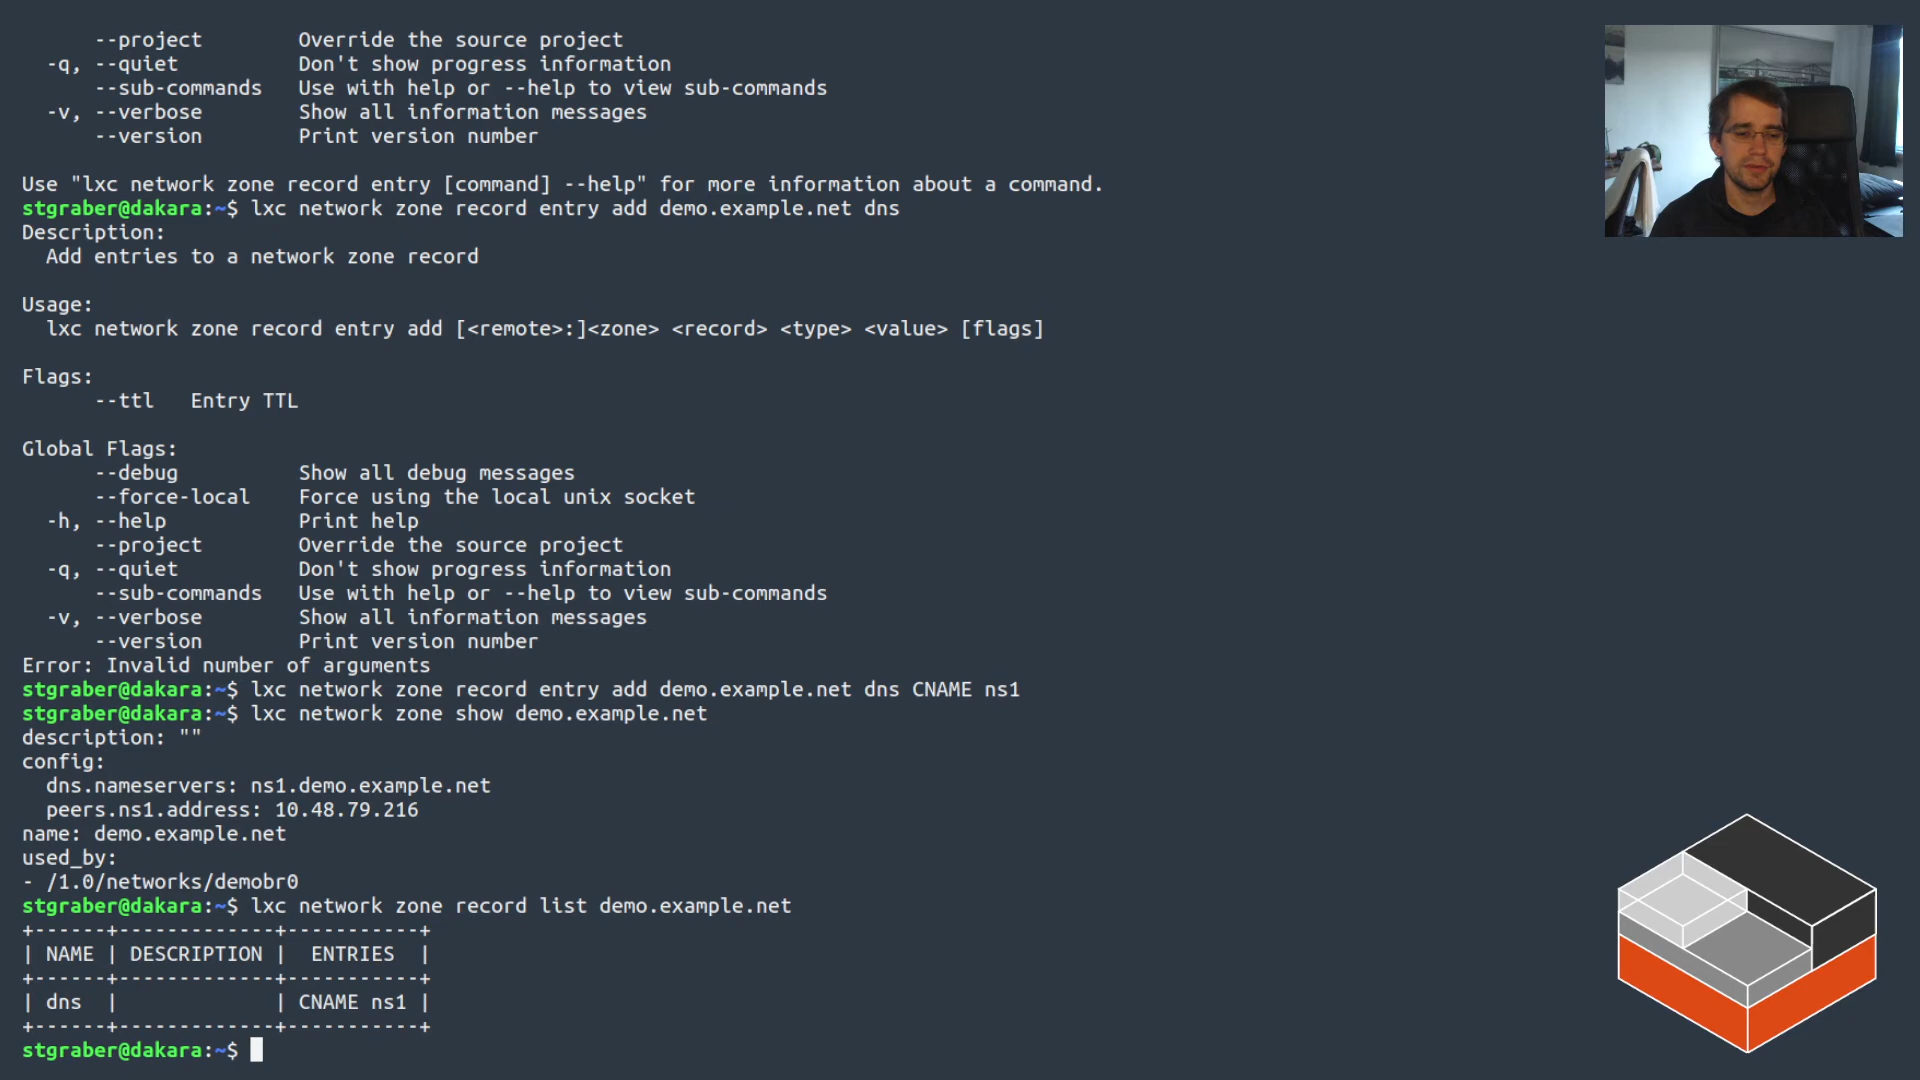 --project        Override the source project
-q, --quiet          Don't show progress information
--sub-commands   Use with help or --help to view sub-commands
-v, --verbose        Show all information messages
--version        Print version number
Use "lxc network zone record entry [command] --help" for more information about a command.
stgraber@dakara:~$ lxc network zone record entry add demo.example.net dns
Description:
Add entries to a network zone record
Usage:
lxc network zone record entry add [<remote>:]<zone> <record> <type> <value> [flags]
Flags:
--ttl   Entry TTL
Global Flags:
--debug          Show all debug messages
--force-local    Force using the local unix socket
-h, --help           Print help
--project        Override the source project
-q, --quiet          Don't show progress information
--sub-commands   Use with help or --help to view sub-commands
-v, --verbose        Show all information messages
--version        Print version number
Error: Invalid number of arguments
stgraber@dakara:~$ lxc network zone record entry add demo.example.net dns CNAME ns1
stgraber@dakara:~$ lxc network zone show demo.example.net
description: ""
config:
dns.nameservers: ns1.demo.example.net
peers.ns1.address: 10.48.79.216
name: demo.example.net
used_by:
- /1.0/networks/demobr0
stgraber@dakara:~$ lxc network zone record list demo.example.net
+------+-------------+-----------+
| NAME | DESCRIPTION |  ENTRIES  |
+------+-------------+-----------+
| dns  |             | CNAME ns1 |
+------+-------------+-----------+
stgraber@dakara:~$